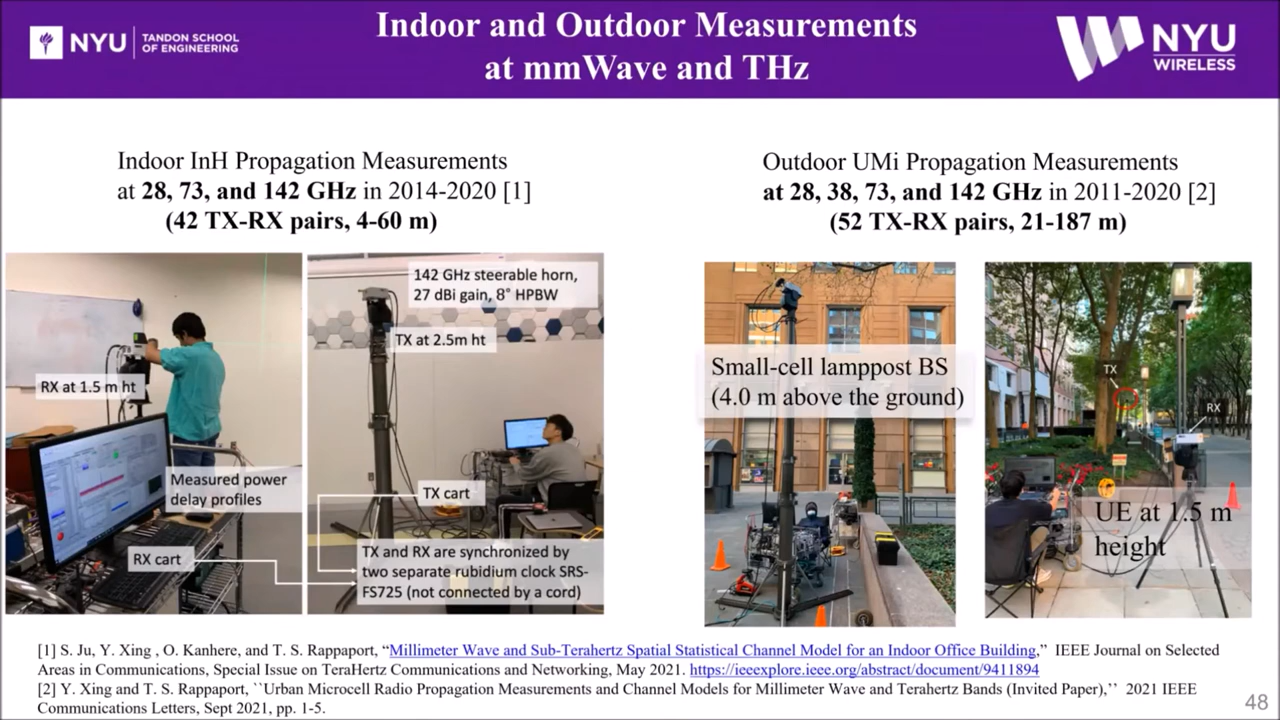 NYU
TANDON SCHOOL
OF ENGINEERING
Indoor and Outdoor Measurements
at mmWave and THz
NYU
WIRELESS
Indoor InH Propagation Measurements
at 28, 73, and 142 GHz in 2014-2020 [1]
(42 TX-RX pairs, 4-60 m)
Outdoor UMi Propagation Measurements
at 28, 38, 73, and 142 GHz in 2011-2020 [2]
(52 TX-RX pairs, 21-187 m)
RX at 1.5 m ht
Measured power
delay profiles
RX cart
142 GHz steerable horn,
27 dBi gain, 8° HPBW
TX at 2.5m ht
TX cart
TX and RX are synchronized by
two separate rubidium clock SRS-
FS725 (not connected by a cord)
Small-cell lamppost BS
(4.0 m above the ground)
TX
RX
UE at 1.5 m
height
[1] S. Ju, Y. Xing , O. Kanhere, and T. S. Rappaport, “Millimeter Wave and Sub-Terahertz Spatial Statistical Channel Model for an Indoor Office Building,” IEEE Journal on Selected
Areas in Communications, Special Issue on TeraHertz Communications and Networking, May 2021. https://ieeexplore.ieee.org/abstract/document/9411894
[2] Y. Xing and T. S. Rappaport, ``Urban Microcell Radio Propagation Measurements and Channel Models for Millimeter Wave and Terahertz Bands (Invited Paper),’’ 2021 IEEE
Communications Letters, Sept 2021, pp. 1-5.
48